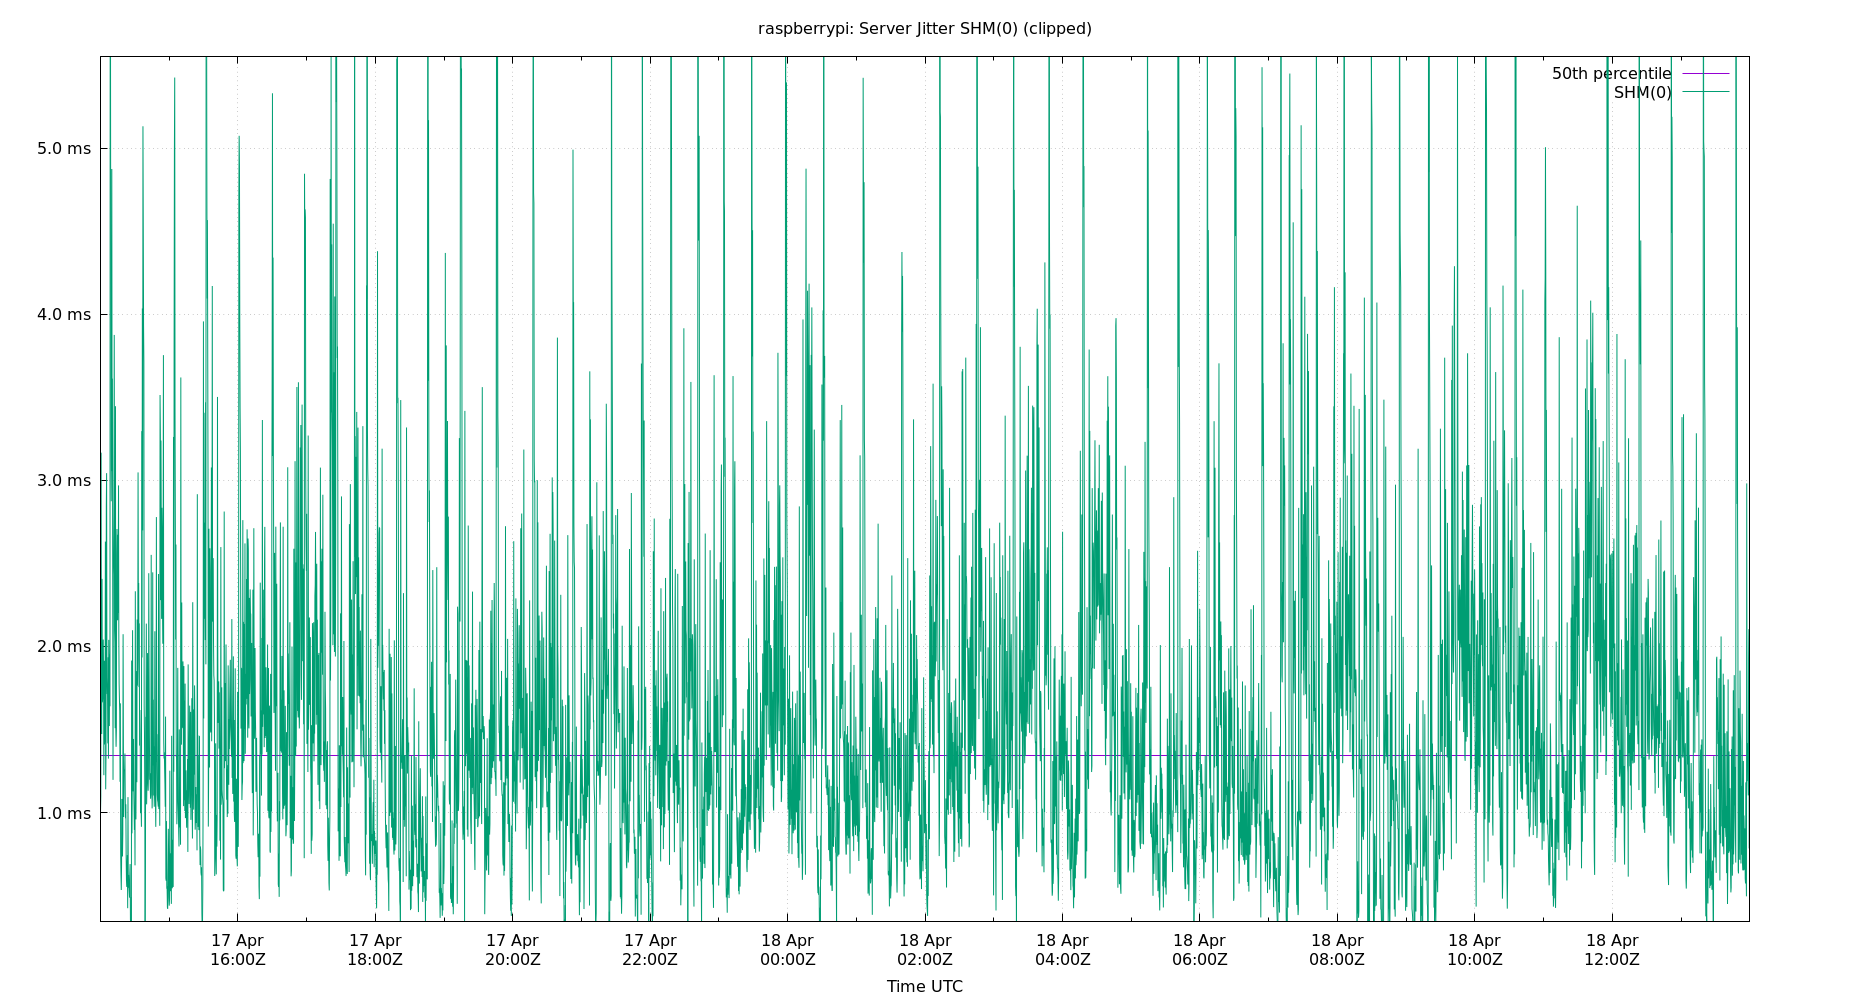 raspberrypi: Server Jitter SHM(0) (clipped)
50th percentile
SHM(0)
5.0 ms
4.0 ms
3.0 ms
2.0 ms
1.0 ms
17 Apr 17 Apr 17 Apr 17 Apr 18 Apr 18 Apr 18 Apr 18 Apr 18 Apr 18 Apr 18 Apr
16:00Z 18:00Z 20:00Z 22:00Z 00:00Z 02:00Z 04:00Z 06:00Z 08:00Z 10:00Z 12:00Z
Time UTC